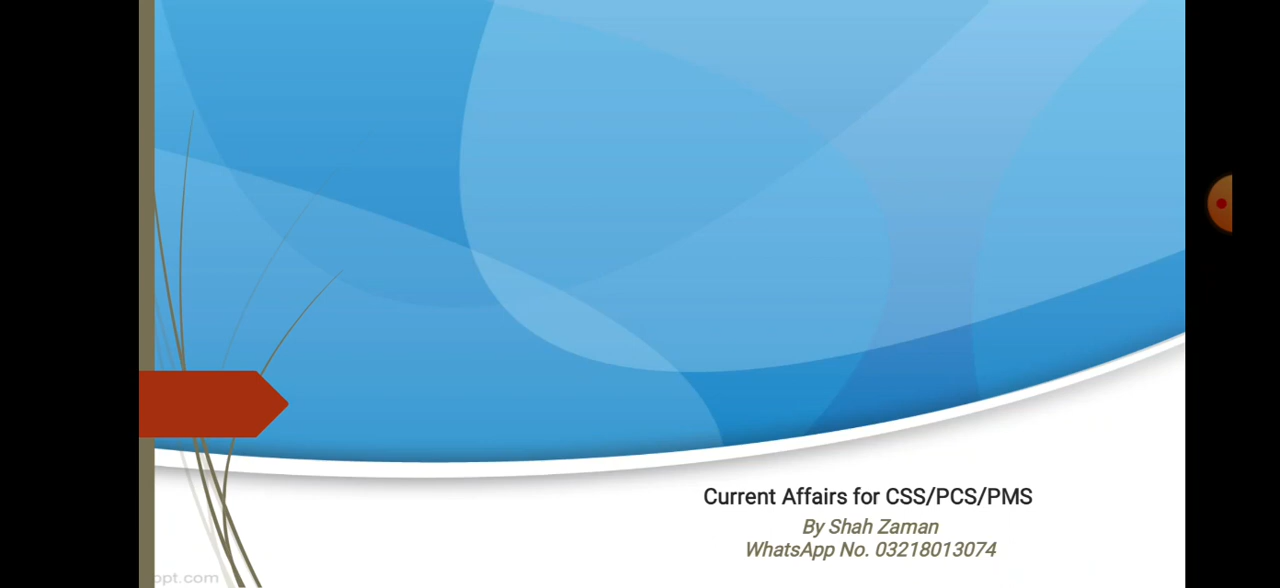 Current Affairs for CSS/PCS/PMS
By Shah Zaman
WhatsApp No. 03218013074
ppt.com